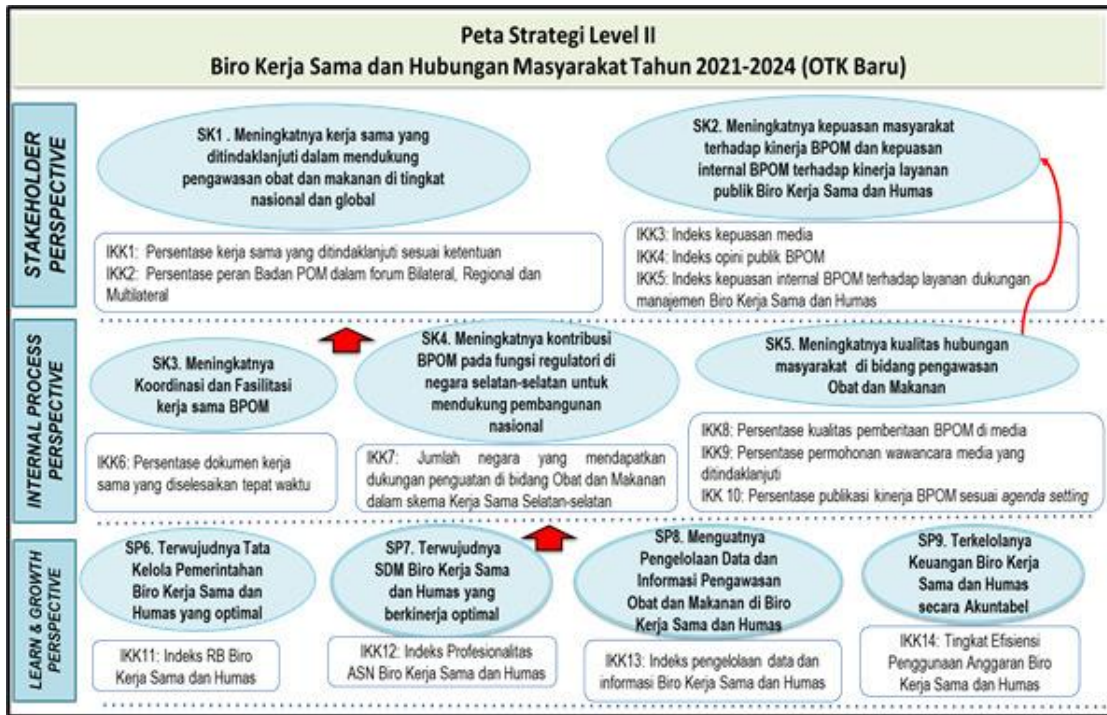 Peta Strategi Level II
Biro Kerja Sama dan Hubungan Masyarakat Tahun 2021-2024 (OTK Baru)
STAKEHOLDER
PERSPECTIVE
SK1 . Meningkatnya kerja sama yang
ditindaklanjuti dalam mendukung
pengawasan obat dan makanan di tingkat
nasional dan global
IKK1: Persentase kerja sama yang ditindaklanjuti sesuai ketentuan
IKK2: Persentase peran Badan POM dalam forum Bilateral, Regional dan
Multilateral
SK2. Meningkatnya kepuasan masyarakat
terhadap kinerja BPOM dan kepuasan
internal BPOM terhadap kinerja layanan
publik Biro Kerja Sama dan Humas
IKK3: Indeks kepuasan media
IKK4: Indeks opini publik BPOM
IKK5: Indeks kepuasan internal BPOM terhadap layanan dukungan
manajemen Biro Kerja Sama dan Humas
INTERNAL PROCESS
PERSPECTIVE
SK3. Meningkatnya
Koordinasi dan Fasilitasi
kerja sama BPOM
IKK6: Persentase dokumen kerja
sama yang diselesaikan tepat waktu
SK4. Meningkatnya kontribusi
BPOM pada fungsi regulatori di
negara selatan-selatan untuk
mendukung pembangunan
nasional
IKK7: Jumlah negara yang mendapatkan
dukungan penguatan di bidang Obat dan Makanan
dalam skema Kerja Sama Selatan-selatan
SK5. Meningkatnya kualitas hubungan
masyarakat di bidang pengawasan
Obat dan Makanan
IKK8: Persentase kualitas pemberitaan BPOM di media
IKK9: Persentase permohonan wawancara media yang
ditindaklanjuti
IKK 10: Persentase publikasi kinerja BPOM sesuai agenda setting
LEARN & GROWTH
PERSPECTIVE
SP6. Terwujudnya Tata
Kelola Pemerintahan
Biro Kerja Sama dan
Humas yang optimal
IKK11: Indeks RB Biro
Kerja Sama dan Humas
SP7. Terwujudnya
SDM Biro Kerja Sama
dan Humas yang
berkinerja optimal
IKK12: Indeks Profesionalitas
ASN Biro Kerja Sama dan Humas
SP8. Menguatnya
Pengelolaan Data dan
Informasi Pengawasan
Obat dan Makanan di Biro
Kerja Sama dan Humas
IKK13: Indeks pengelolaan data dan
informasi Biro Kerja Sama dan Humas
SP9. Terkelolanya
Keuangan Biro Kerja
Sama dan Humas
secara Akuntabel
IKK14: Tingkat Efisiensi
Penggunaan Anggaran Biro
Kerja Sama dan Humas